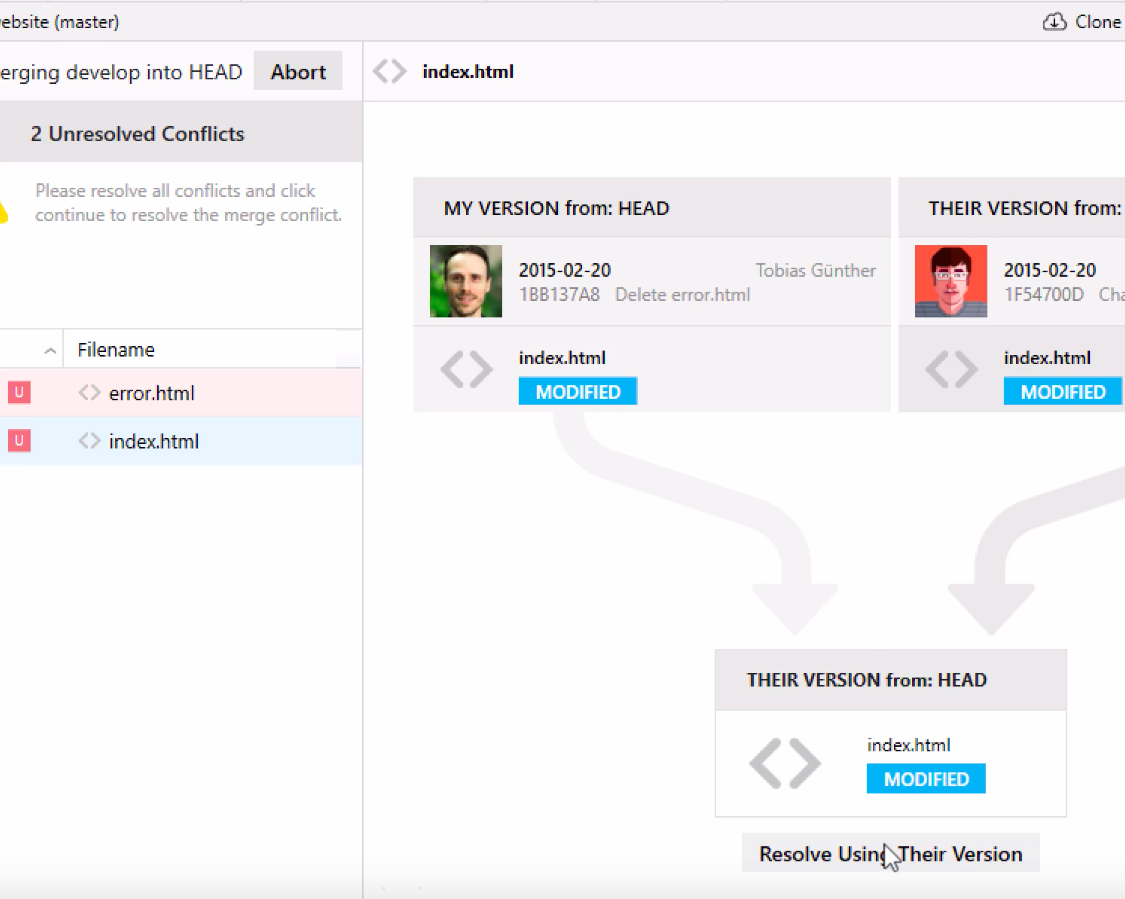 ebsite (master)
Clone
erging develop into HEAD
Abort
index.html
2 Unresolved Conflicts
Please resolve all conflicts and click
continue to resolve the merge conflict.
Filename
U error.html
U index.html
MY VERSION from: HEAD
2015-02-20 Tobias Günther
1BB137A8 Delete error.html
index.html
MODIFIED
THEIR VERSION from:
2015-02-20
1F54700D Cha
index.html
MODIFIED
THEIR VERSION from: HEAD
index.html
MODIFIED
Resolve Using Their Version